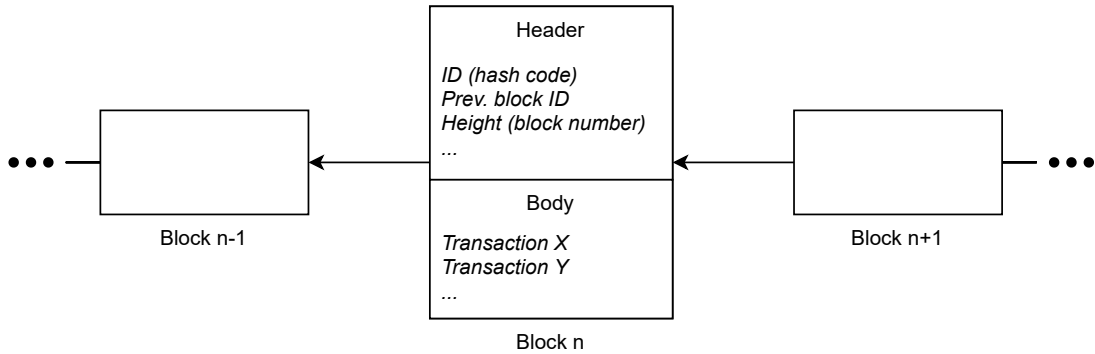 Header
ID (hash code)
Prev. block ID
Height (block number)
...
Body
Transaction X
Transaction Y
...
Block n-1
Block n
Block n+1